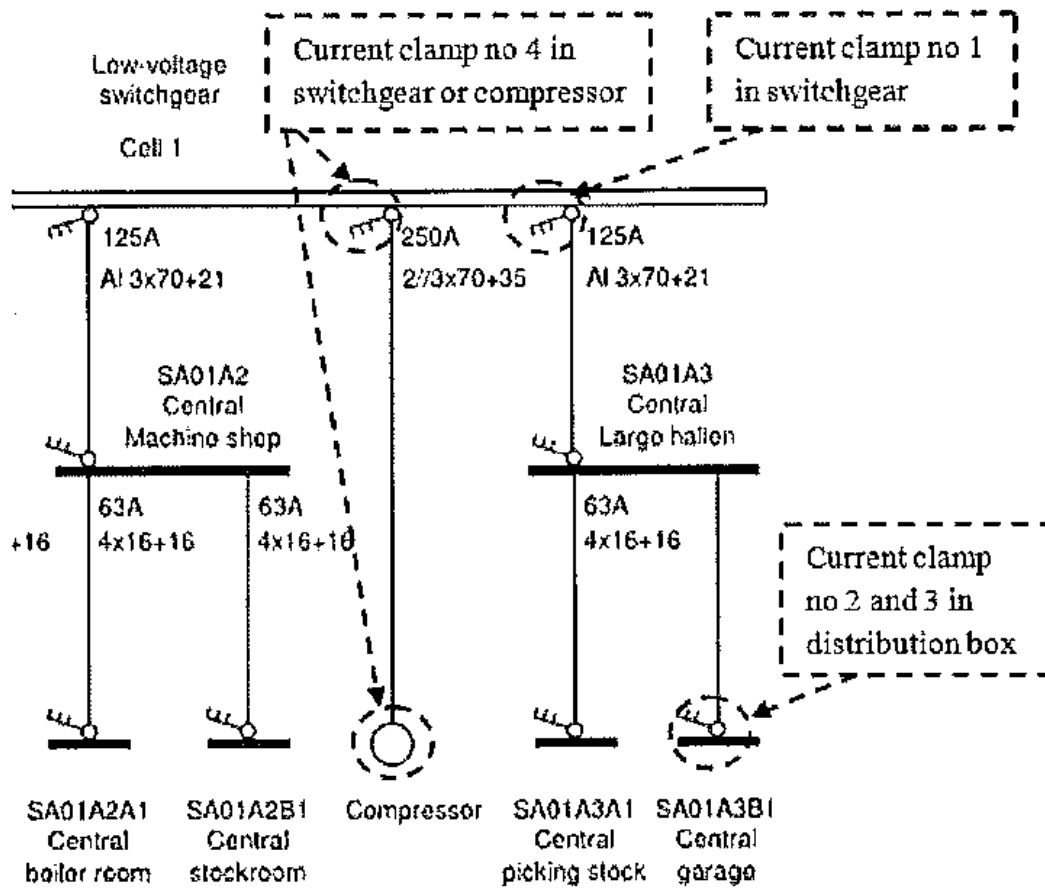 Current clamp no 4 in
switchgear or compressor
Current clamp no 1
in switchgear
Low-voltage
switchgear
Cell 1
125A
Al 3x70+21
250A
2//3x70+35
125A
Al 3x70+21
SA01A2
Central
Machine shop
SA01A3
Central
Large hallen
+16
63A
4x16+16
63A
4x16+16
63A
4x16+16
Current clamp
no 2 and 3 in
distribution box
SA01A2A1
Central
boiler room
SA01A2B1
Central
stockroom
Compressor
SA01A3A1
Central
picking stock
SA01A3B1
Central
garage